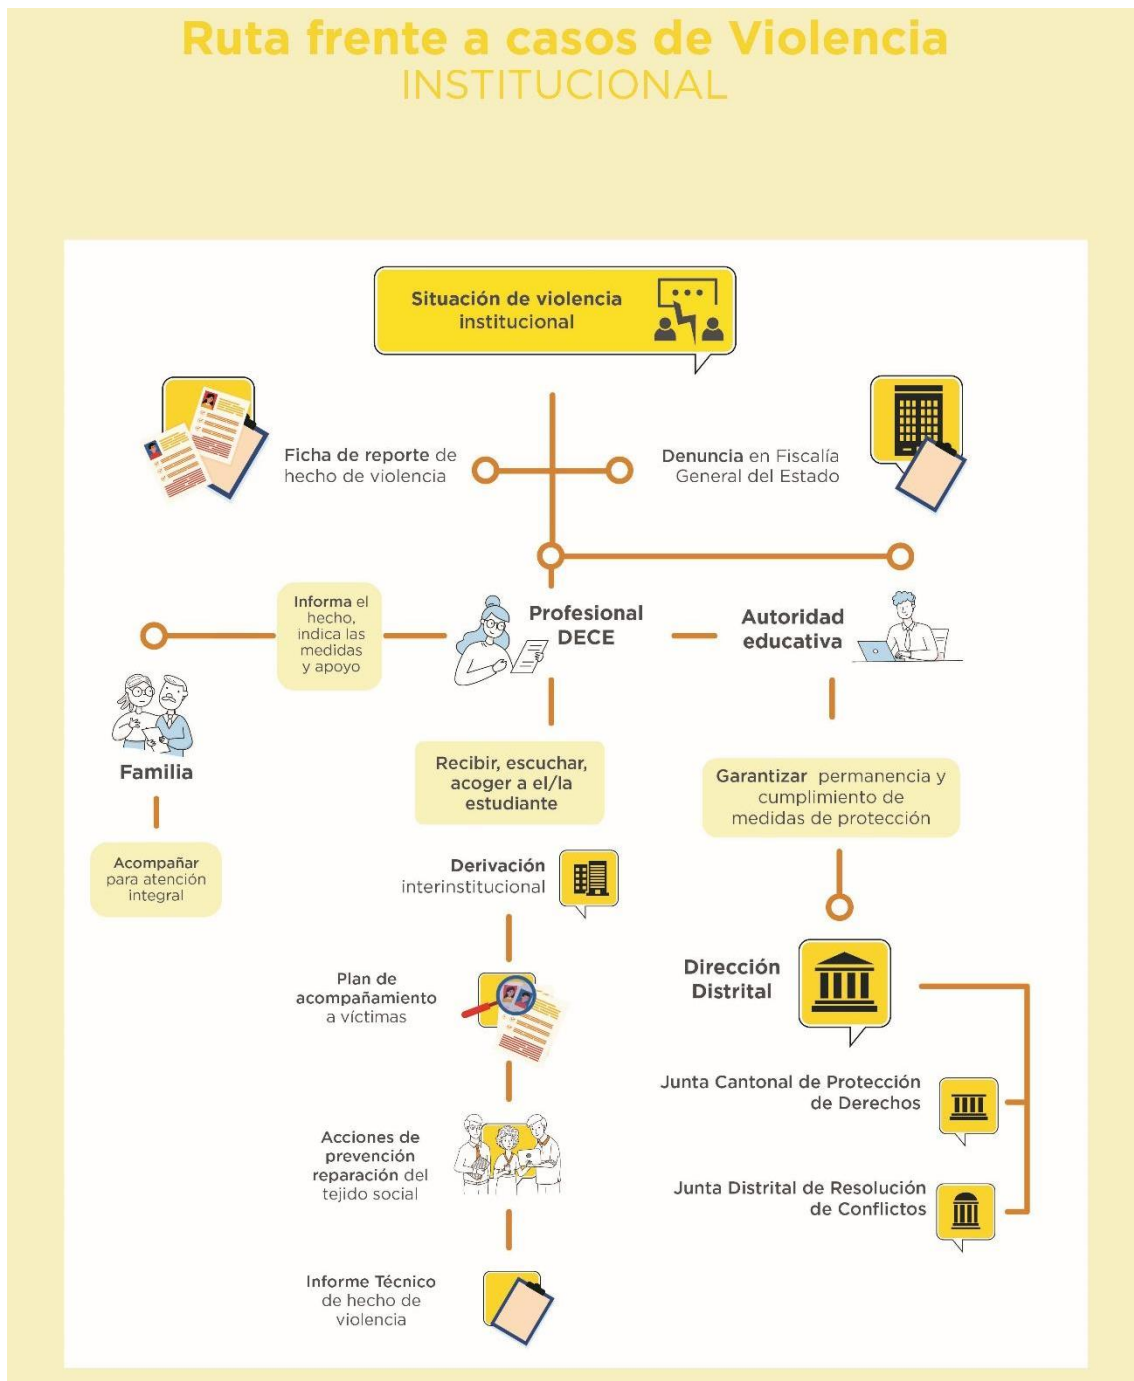 Ruta frente a casos de Violencia
INSTITUCIONAL
Situación de violencia
institucional
Ficha de reporte de
hecho de violencia
Denuncia en Fiscalía
General del Estado
Informa el
hecho,
indica las
medidas
y apoyo
Profesional
DECE
Autoridad
educativa
Familia
Recibir, escuchar,
acoger a el/la
estudiante
Garantizar permanencia y
cumplimiento de
medidas de protección
Acompañar
para atención
integral
Derivación
interinstitucional
Plan de
acompañamiento
a víctimas
Dirección
Distrital
Junta Cantonal de Protección
de Derechos
Acciones de
prevención
reparación del
tejido social
Junta Distrital de Resolución
de Conflictos
Informe Técnico
de hecho de
violencia